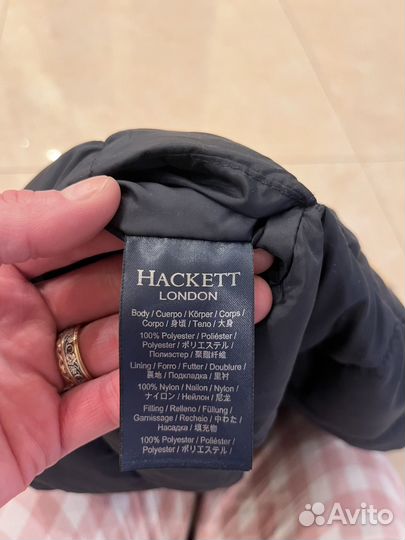 HACKETT
LONDON
Body / Cuerpo / Körper / Corps /
Corpo / 身頃 / Тело / 大身
100% Polyester / Poliéster /
Polyester / ポリエステル /
Полиэстер / 聚酯纤维
Lining / Forro / Futter / Doublure /
裏地 / Подкладка / 里衬
100% Nylon / Nailon / Nylon /
ナイロン / Нейлон / 尼龙
Filling / Relleno / Füllung /
Garnissage / Recheio / 中わた /
Насадка / 填充物
100% Polyester / Poliéster /
Polyester / ポリエステル /
Avito